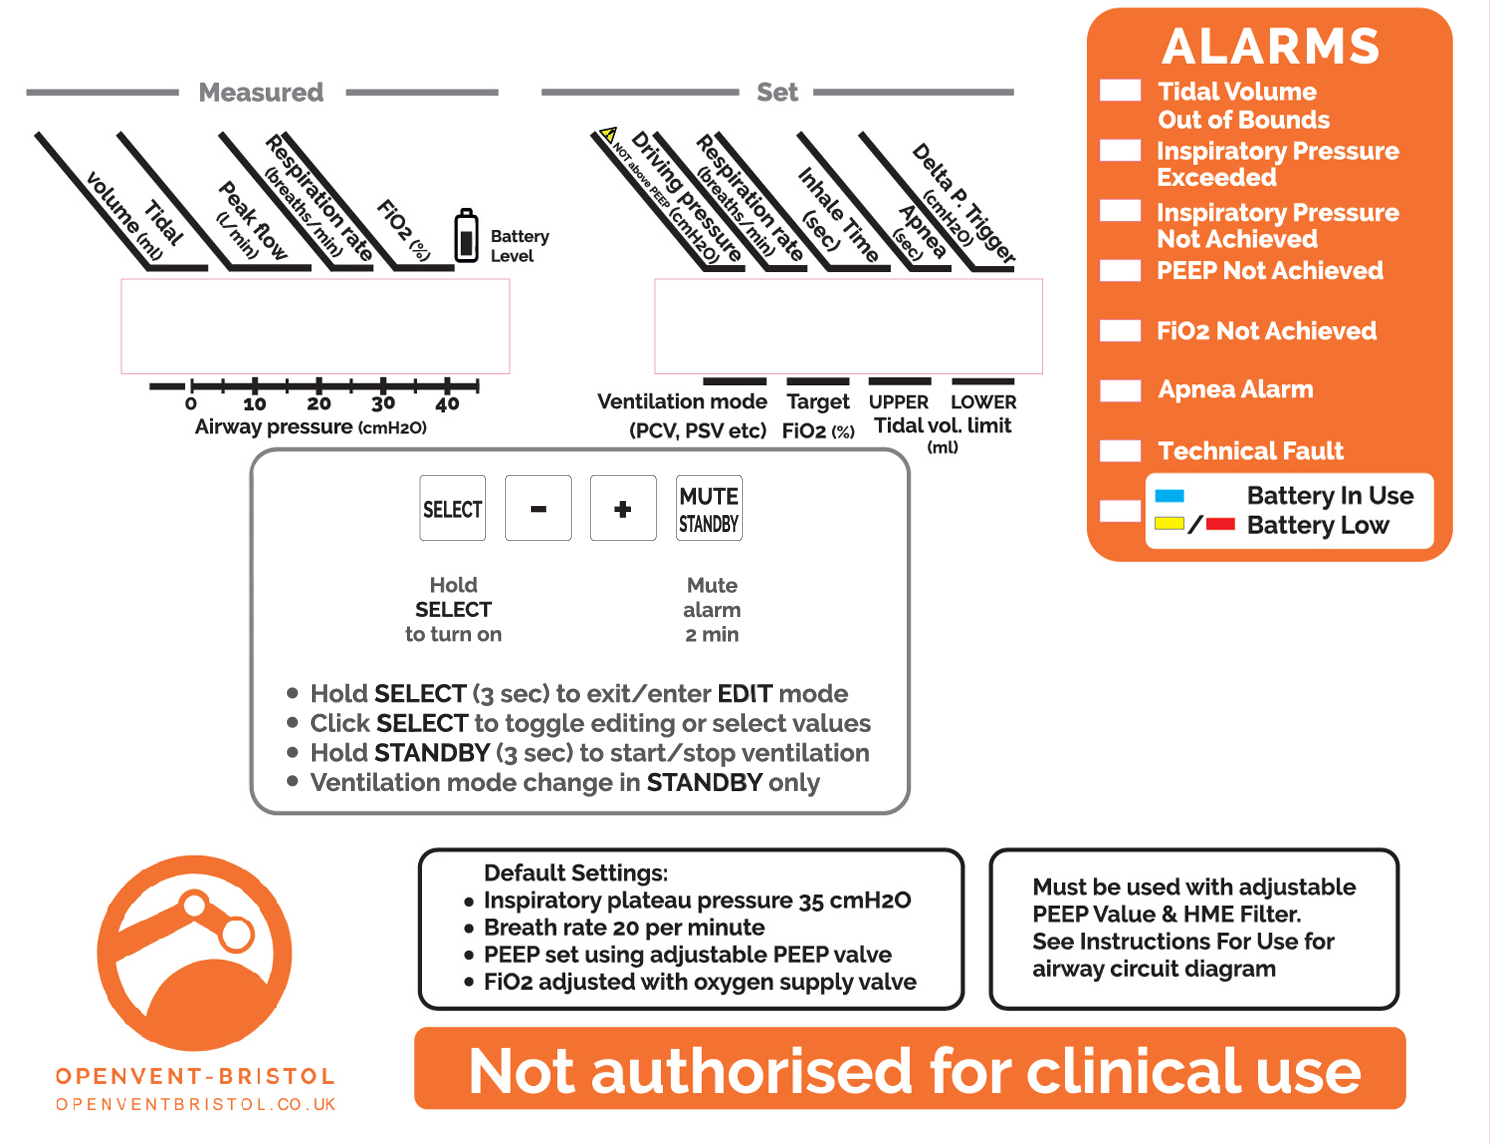 Measured
Tidal
volume (ml)
Peak flow
(L/min)
Respiration rate
(breaths/min)
FiO2 (%)
Battery
Level
0 10 20 30 40
Airway pressure (cmH2O)
Set
Driving pressure
NOT above PEEP (cmH2O)
Respiration rate
(breaths/min)
Inhale Time
(sec)
Apnea
(sec)
Delta P. Trigger
(cmH2O)
Ventilation mode
(PCV, PSV etc)
Target
FiO2 (%)
UPPER LOWER
Tidal vol. limit
(ml)
ALARMS
Tidal Volume
Out of Bounds
Inspiratory Pressure
Exceeded
Inspiratory Pressure
Not Achieved
PEEP Not Achieved
FiO2 Not Achieved
Apnea Alarm
Technical Fault
Battery In Use
/ Battery Low
SELECT
-
+
MUTE
STANDBY
Hold
SELECT
to turn on
Mute
alarm
2 min
• Hold SELECT (3 sec) to exit/enter EDIT mode
• Click SELECT to toggle editing or select values
• Hold STANDBY (3 sec) to start/stop ventilation
• Ventilation mode change in STANDBY only
Default Settings:
• Inspiratory plateau pressure 35 cmH2O
• Breath rate 20 per minute
• PEEP set using adjustable PEEP valve
• FiO2 adjusted with oxygen supply valve
Must be used with adjustable
PEEP Value & HME Filter.
See Instructions For Use for
airway circuit diagram
OPENVENT-BRISTOL
OPENVENTBRISTOL.CO.UK
Not authorised for clinical use